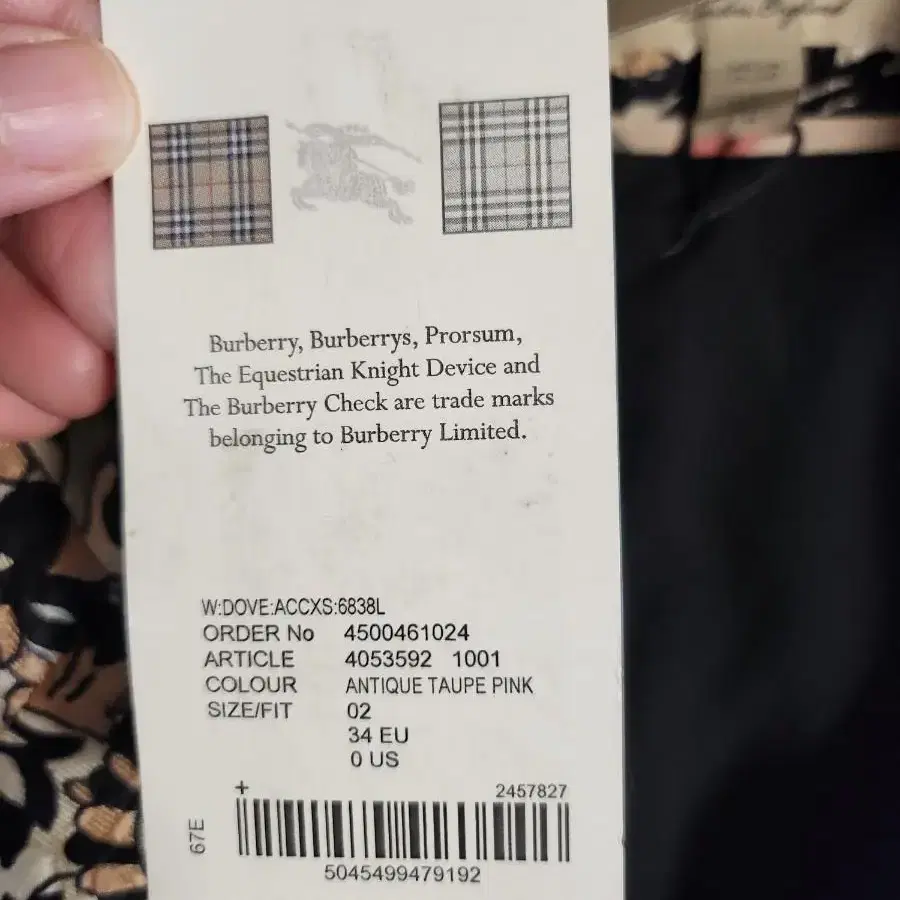 Burberry, Burberrys, Prorsum,
The Equestrian Knight Device and
The Burberry Check are trade marks
belonging to Burberry Limited.
W:DOVE:ACCXS:6838L
ORDER No 4500461024
ARTICLE 4053592 1001
COLOUR ANTIQUE TAUPE PINK
SIZE/FIT 02
34 EU
0 US
+ 2457827
67E
5045499479192